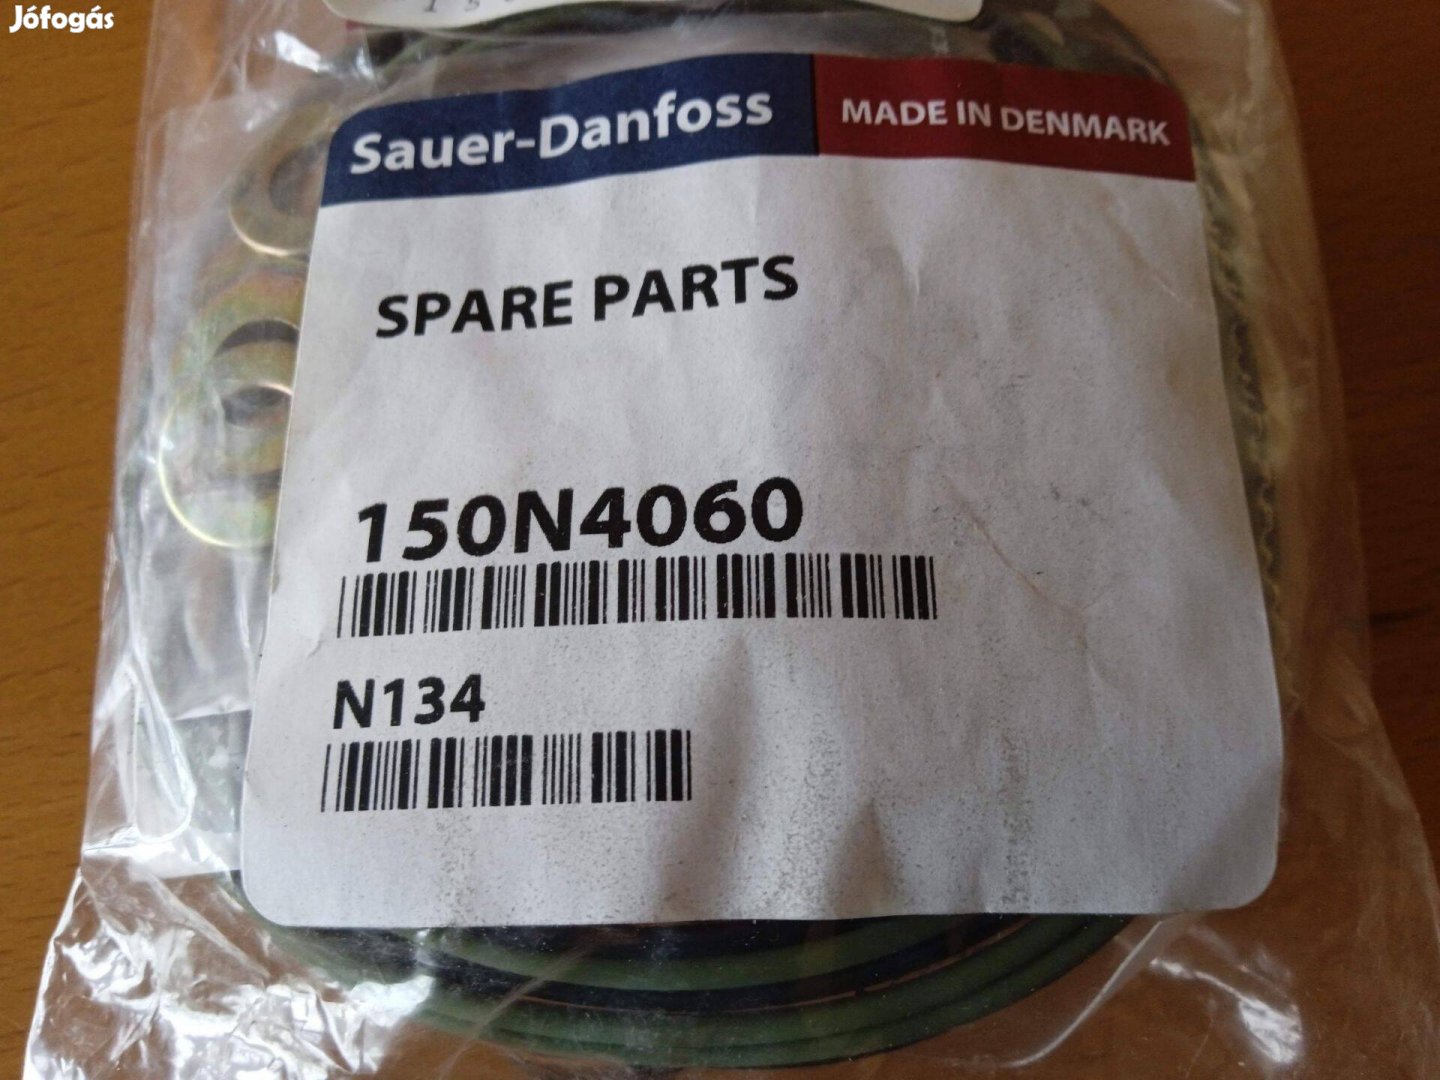 Jófogás
Sauer-Danfoss
MADE IN DENMARK
SPARE PARTS
150N4060
N134